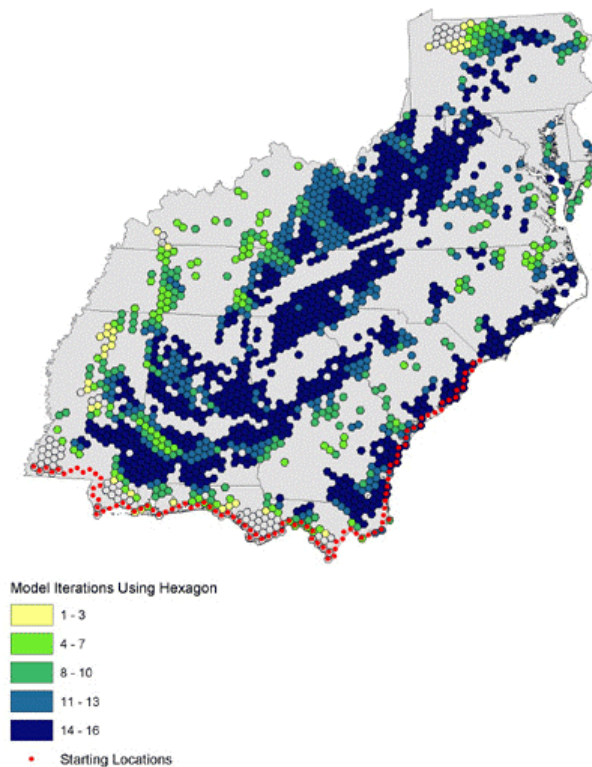 Model Iterations Using Hexagon
1 - 3
4 - 7
8 - 10
11 - 13
14 - 16
Starting Locations